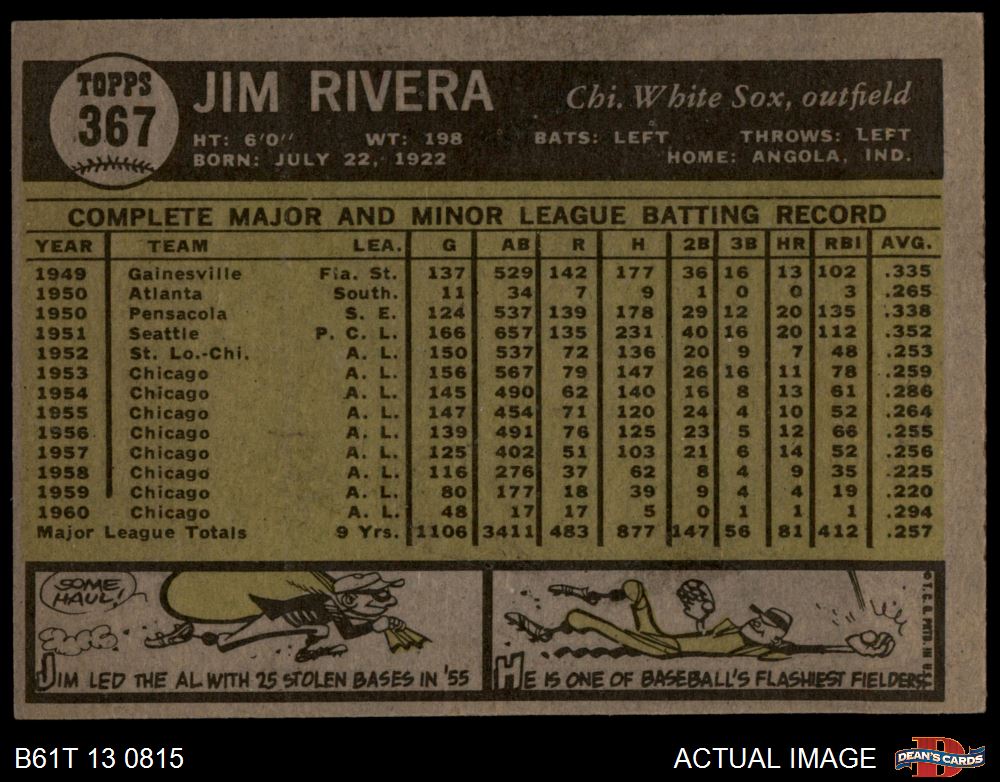 TOPPS
367
JIM RIVERA
Chi. White Sox, outfield
HT: 6'0" WT: 198 BATS: LEFT THROWS: LEFT
BORN: JULY 22, 1922 HOME: ANGOLA, IND.
COMPLETE MAJOR AND MINOR LEAGUE BATTING RECORD
YEAR TEAM LEA. G AB R H 2B 3B HR RBI AVG.
1949 Gainesville Fla. St. 137 529 142 177 36 16 13 102 .335
1950 Atlanta South. 11 34 7 9 1 0 0 3 .265
1950 Pensacola S. E. 124 537 139 178 29 12 20 135 .338
1951 Seattle P. C. L. 166 657 135 231 40 16 20 112 .352
1952 St. Lo.-Chi. A. L. 150 537 72 136 20 9 7 48 .253
1953 Chicago A. L. 156 567 79 147 26 16 11 78 .259
1954 Chicago A. L. 145 490 62 140 16 8 13 61 .286
1955 Chicago A. L. 147 454 71 120 24 4 10 52 .264
1956 Chicago A. L. 139 491 76 125 23 5 12 66 .255
1957 Chicago A. L. 125 402 51 103 21 6 14 52 .256
1958 Chicago A. L. 116 276 37 62 8 4 9 35 .225
1959 Chicago A. L. 80 177 18 39 9 4 4 19 .220
1960 Chicago A. L. 48 17 17 5 0 1 1 1 .294
Major League Totals 9 Yrs. 1106 3411 483 877 147 56 81 412 .257
SOME
HAUL!
JIM LED THE AL WITH 25 STOLEN BASES IN '55
HE IS ONE OF BASEBALL'S FLASHIEST FIELDERS!
© T. C. G. PRTD. IN U.S.A.
B61T 13 0815
ACTUAL IMAGE
D
DEAN'S CARDS